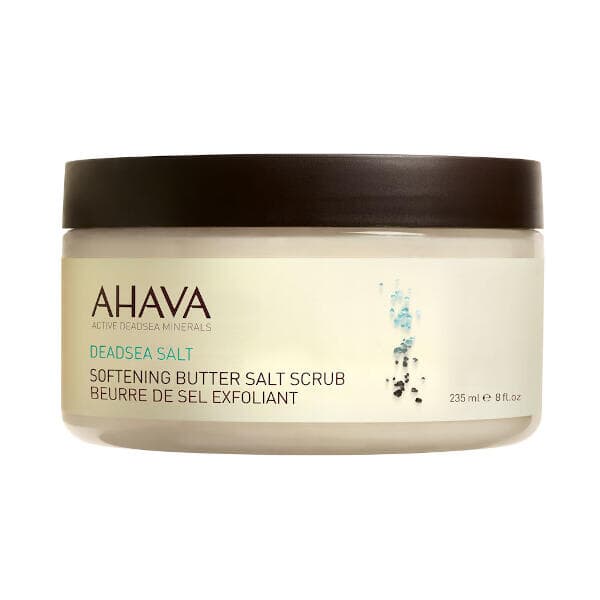 AHAVA
ACTIVE DEADSEA MINERALS
DEADSEA SALT
SOFTENING BUTTER SALT SCRUB
BEURRE DE SEL EXFOLIANT
235 ml ℮ 8 fl.oz